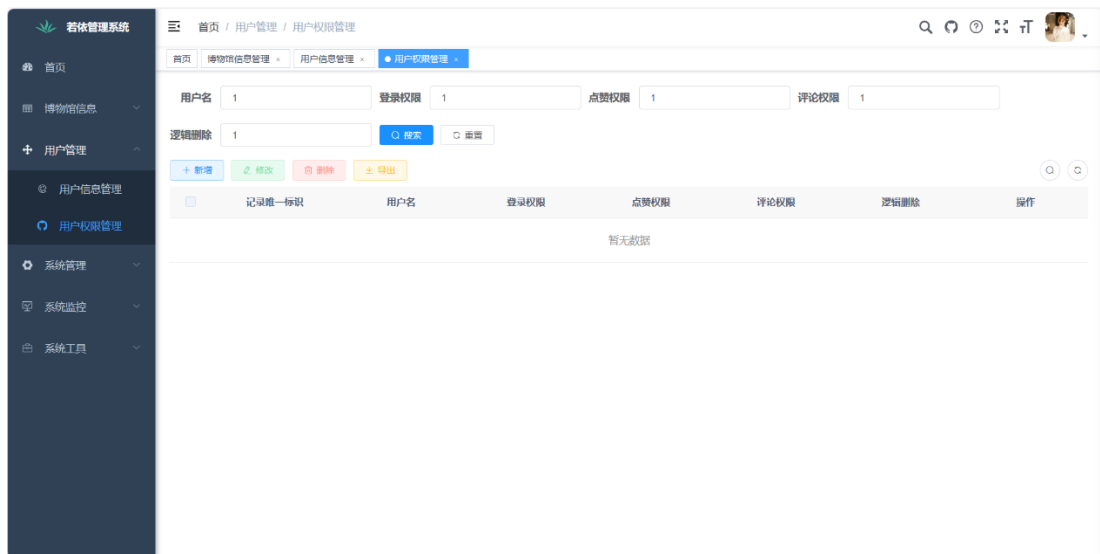 若依管理系统
首页
博物馆信息
用户管理
用户信息管理
用户权限管理
系统管理
系统监控
系统工具
首页 / 用户管理 / 用户权限管理
首页 博物馆信息管理 × 用户信息管理 × 用户权限管理 ×
用户名 1 登录权限 1 点赞权限 1 评论权限 1
逻辑删除 1 搜索 重置
+ 新增 修改 删除 导出
记录唯一标识 用户名 登录权限 点赞权限 评论权限 逻辑删除 操作
暂无数据